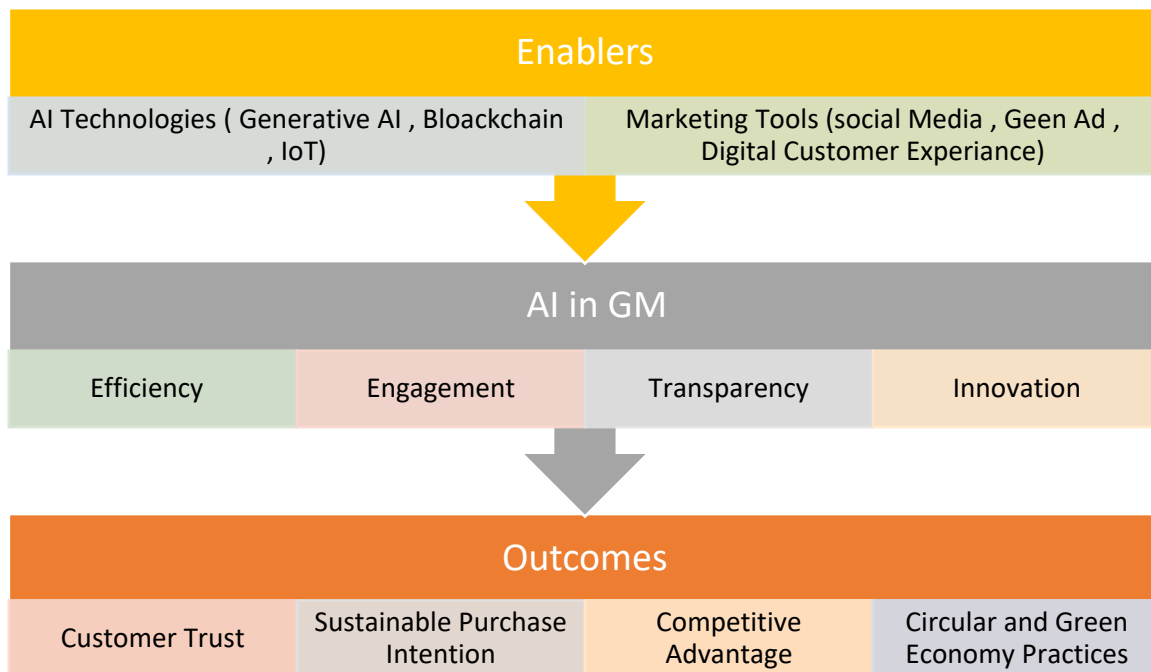 Enablers
AI Technologies ( Generative AI , Bloackchain
, IoT)
Marketing Tools (social Media , Geen Ad ,
Digital Customer Experiance)
AI in GM
Efficiency
Engagement
Transparency
Innovation
Outcomes
Customer Trust
Sustainable Purchase
Intention
Competitive
Advantage
Circular and Green
Economy Practices